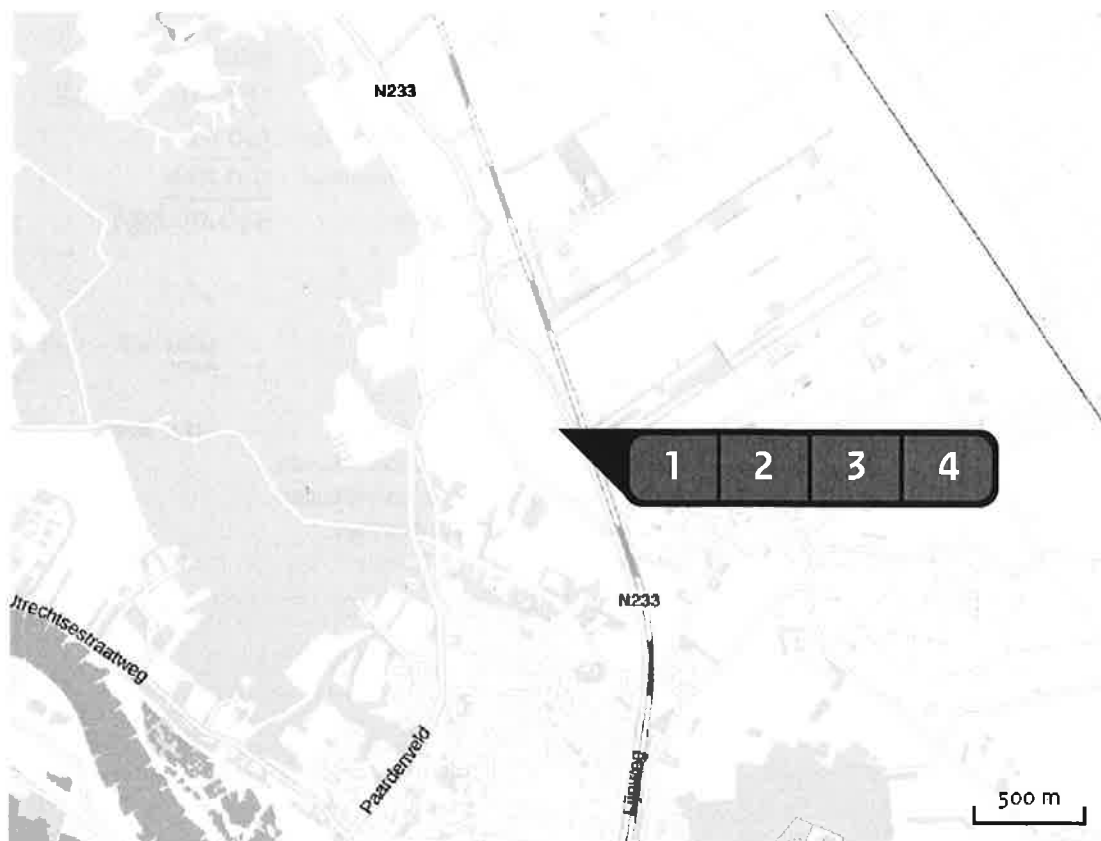 N233
1 2 3 4
N233
Utrechtsestraatweg
Paardenveld
Lijnweg
500 m